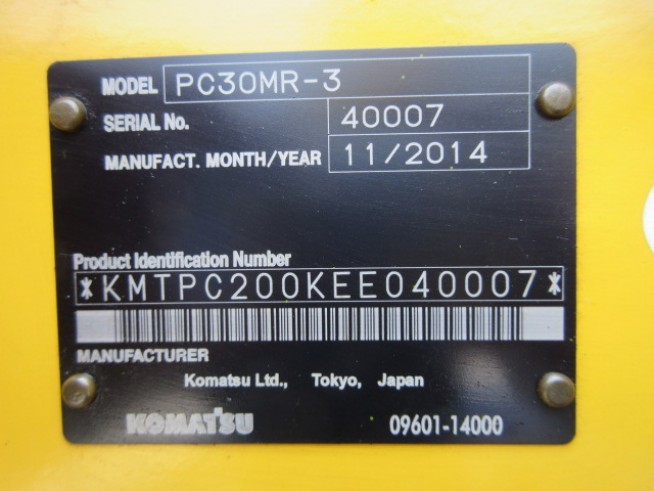 MODEL PC30MR-3
SERIAL No. 40007
MANUFACT. MONTH/YEAR 11/2014
Product Identification Number
*KMTPC200KEE040007*
MANUFACTURER
Komatsu Ltd., Tokyo, Japan
KOMATSU 09601-14000